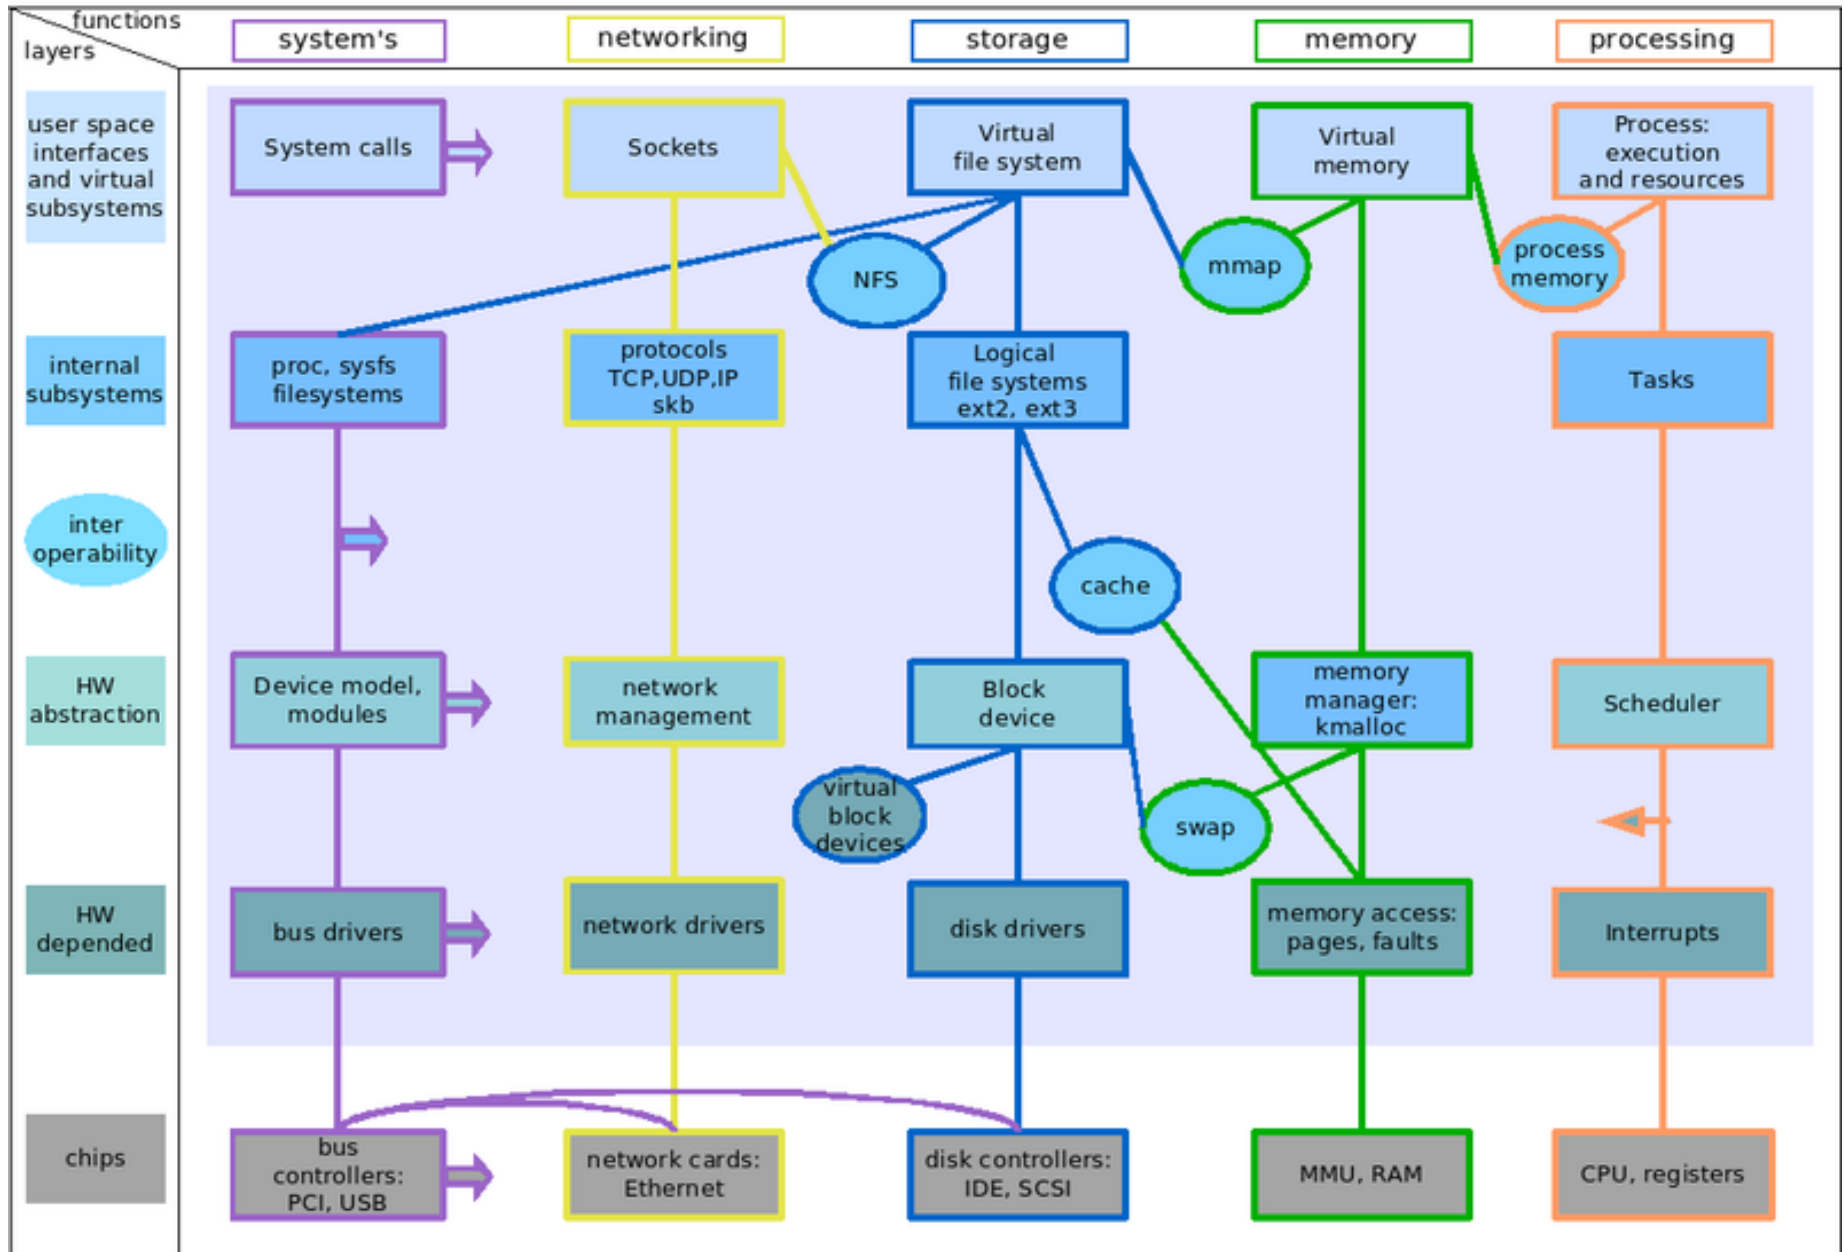 functions
layers
system's
networking
storage
memory
processing
user space
interfaces
and virtual
subsystems
System calls
Sockets
Virtual
file system
Virtual
memory
Process:
execution
and resources
NFS
mmap
process
memory
internal
subsystems
proc, sysfs
filesystems
protocols
TCP,UDP,IP
skb
Logical
file systems
ext2, ext3
Tasks
inter
operability
cache
HW
abstraction
Device model,
modules
network
management
Block
device
memory
manager:
kmalloc
Scheduler
virtual
block
devices
swap
HW
depended
bus drivers
network drivers
disk drivers
memory access:
pages, faults
Interrupts
chips
bus
controllers:
PCI, USB
network cards:
Ethernet
disk controllers:
IDE, SCSI
MMU, RAM
CPU, registers